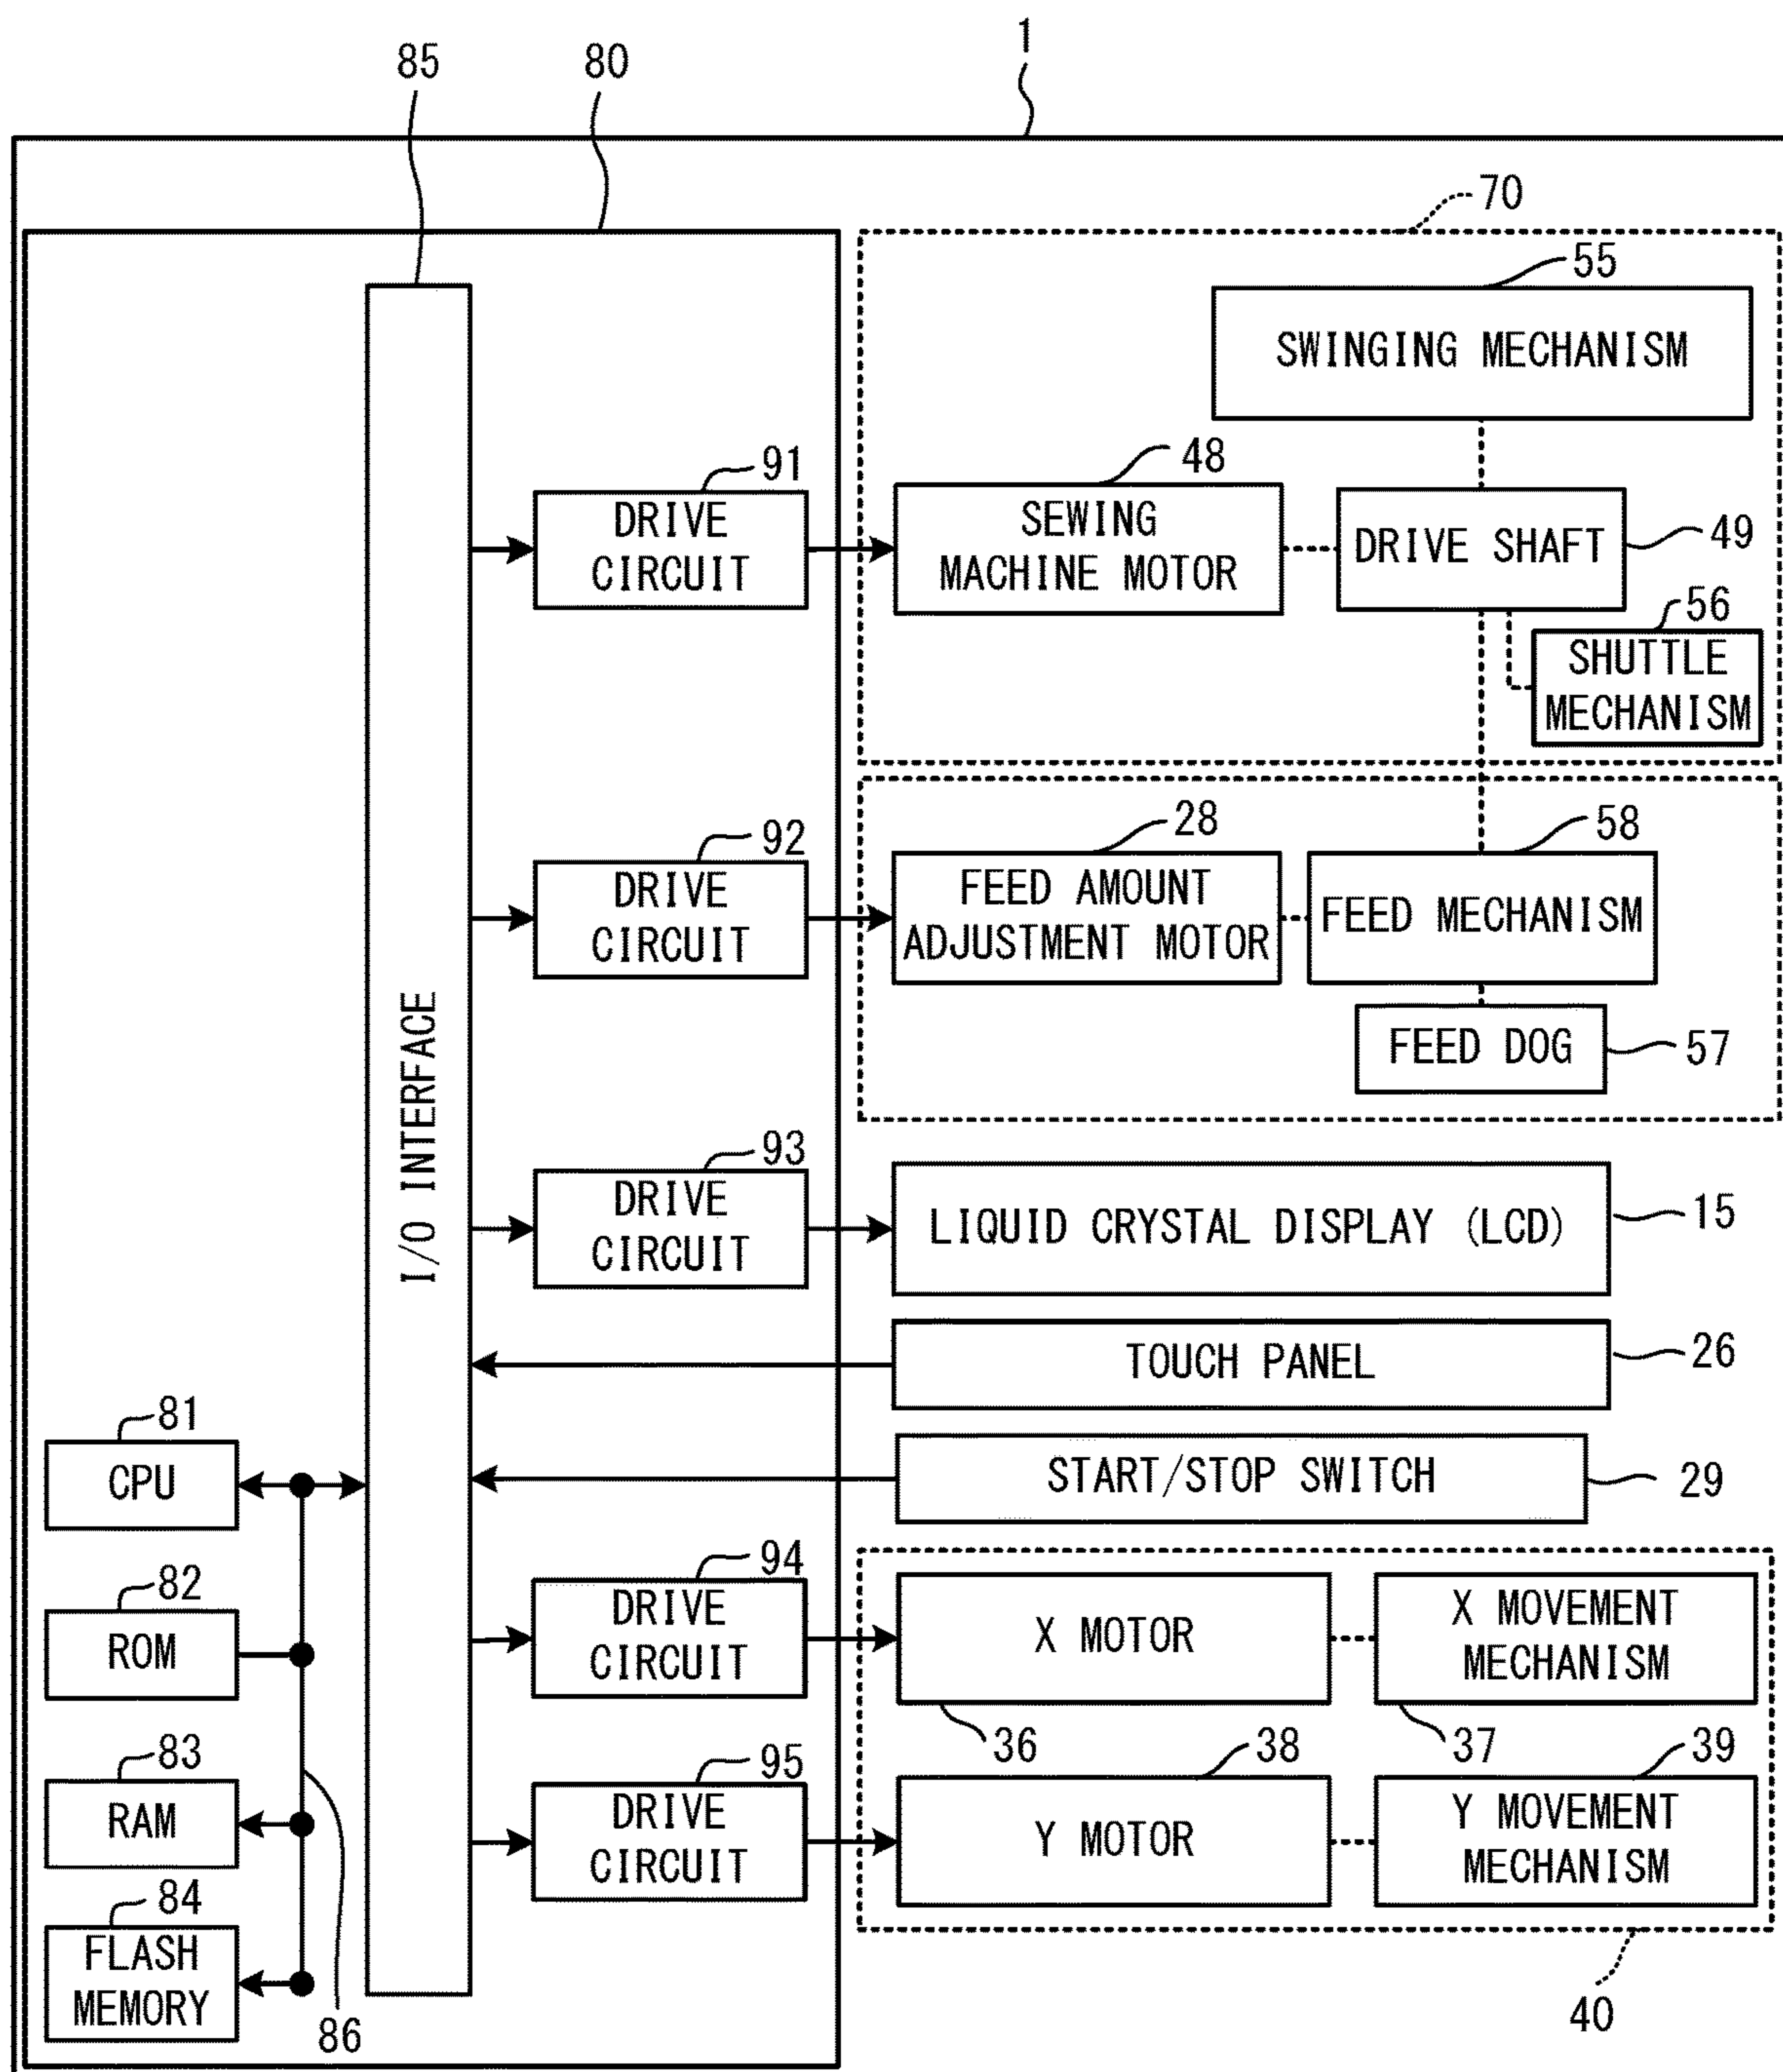 1
85
80
70
55
SWINGING MECHANISM
91
DRIVE
CIRCUIT
48
SEWING
MACHINE MOTOR
DRIVE SHAFT
49
56
SHUTTLE
MECHANISM
92
DRIVE
CIRCUIT
28
FEED AMOUNT
ADJUSTMENT MOTOR
58
FEED MECHANISM
FEED DOG
57
I/O INTERFACE
93
DRIVE
CIRCUIT
LIQUID CRYSTAL DISPLAY (LCD)
15
TOUCH PANEL
26
START/STOP SWITCH
29
81
CPU
82
ROM
83
RAM
84
FLASH
MEMORY
86
94
DRIVE
CIRCUIT
X MOTOR
36
X MOVEMENT
MECHANISM
37
95
DRIVE
CIRCUIT
38
Y MOTOR
39
Y MOVEMENT
MECHANISM
40